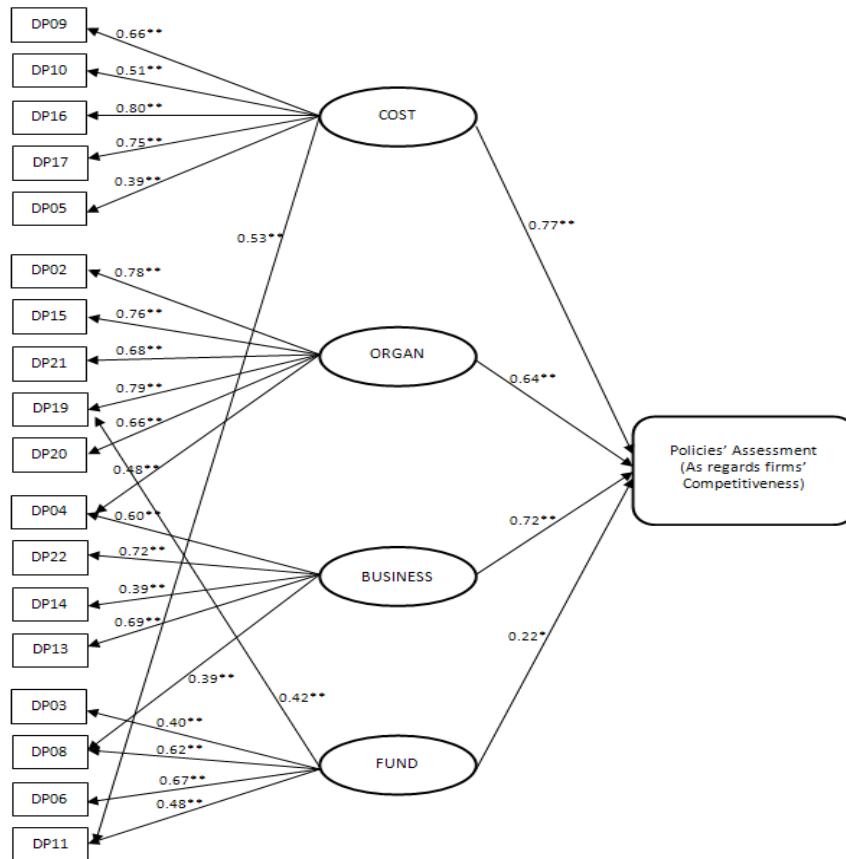 DP09
0.66**
DP10
0.51**
DP16
0.80**
COST
DP17
0.75**
DP05
0.39**
0.53**
0.77**
DP02
0.78**
DP15
0.76**
DP21
0.68**
ORGAN
0.64**
DP19
0.79**
DP20
0.66**
0.48**
Policies’ Assessment
(As regards firms’
Competitiveness)
DP04
0.60**
0.72**
DP22
0.72**
BUSINESS
DP14
0.39**
DP13
0.69**
0.22*
0.39**
0.42**
DP03
0.40**
DP08
0.62**
FUND
DP06
0.67**
0.48**
DP11